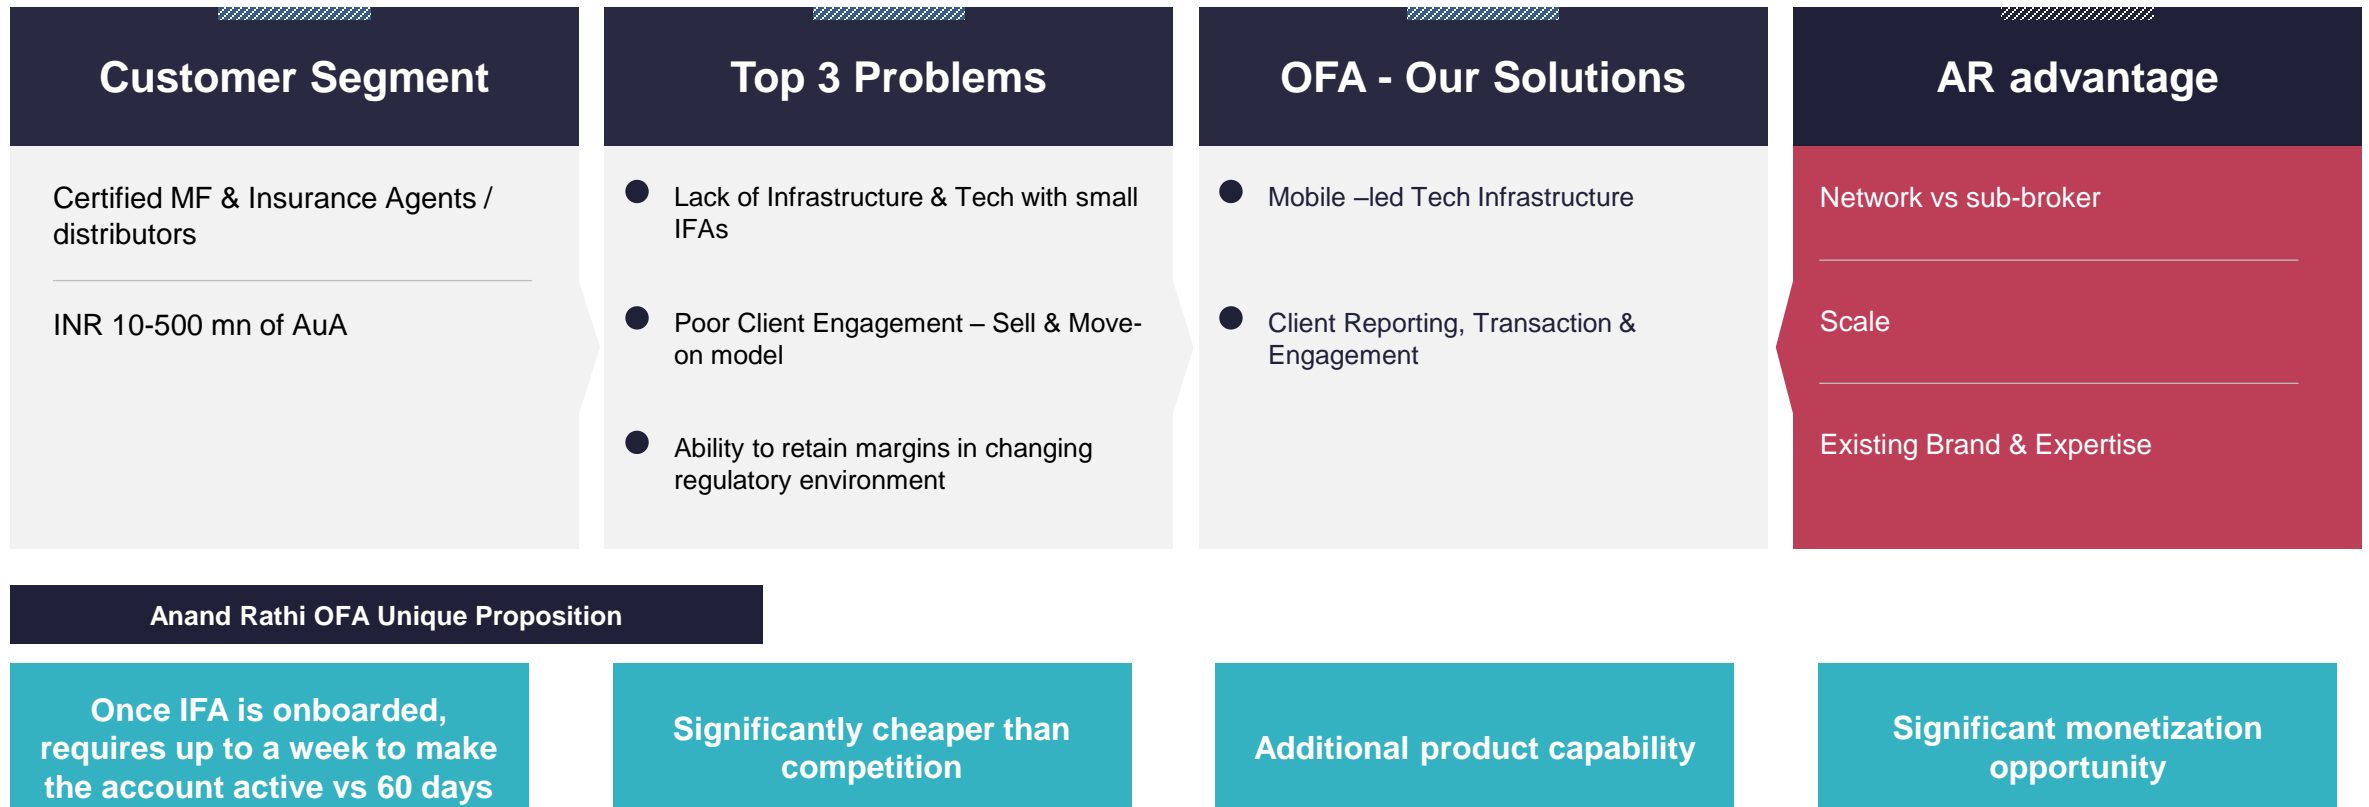 Customer Segment
Certified MF & Insurance Agents /
distributors
INR 10-500 mn of AuA
Top 3 Problems
Lack of Infrastructure & Tech with small
IFAs
Poor Client Engagement – Sell & Move-
on model
Ability to retain margins in changing
regulatory environment
OFA - Our Solutions
Mobile –led Tech Infrastructure
Client Reporting, Transaction &
Engagement
AR advantage
Network vs sub-broker
Scale
Existing Brand & Expertise
Anand Rathi OFA Unique Proposition
Once IFA is onboarded,
requires up to a week to make
the account active vs 60 days
Significantly cheaper than
competition
Additional product capability
Significant monetization
opportunity